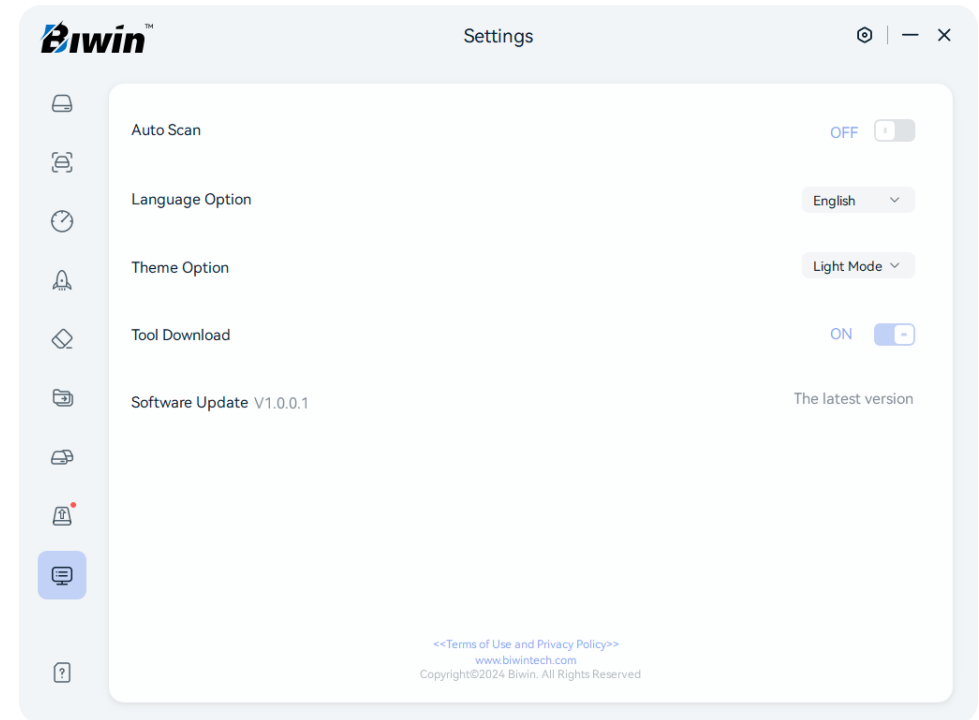 Biwin™
Settings
Auto Scan OFF
Language Option English
Theme Option Light Mode
Tool Download ON
Software Update V1.0.0.1 The latest version
<<Terms of Use and Privacy Policy>>
www.biwintech.com
Copyright©2024 Biwin. All Rights Reserved
?